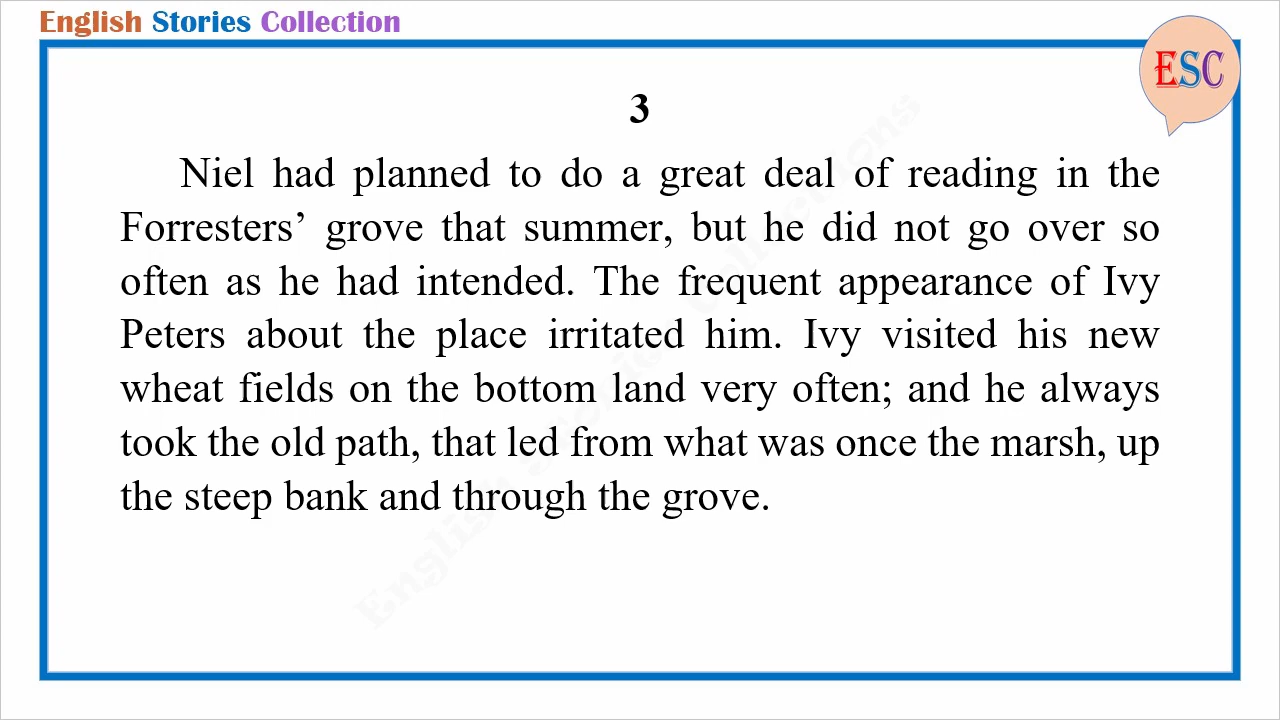 English Stories Collection
ESC
3
Niel had planned to do a great deal of reading in the
Forresters’ grove that summer, but he did not go over so
often as he had intended. The frequent appearance of Ivy
Peters about the place irritated him. Ivy visited his new
wheat fields on the bottom land very often; and he always
took the old path, that led from what was once the marsh, up
the steep bank and through the grove.